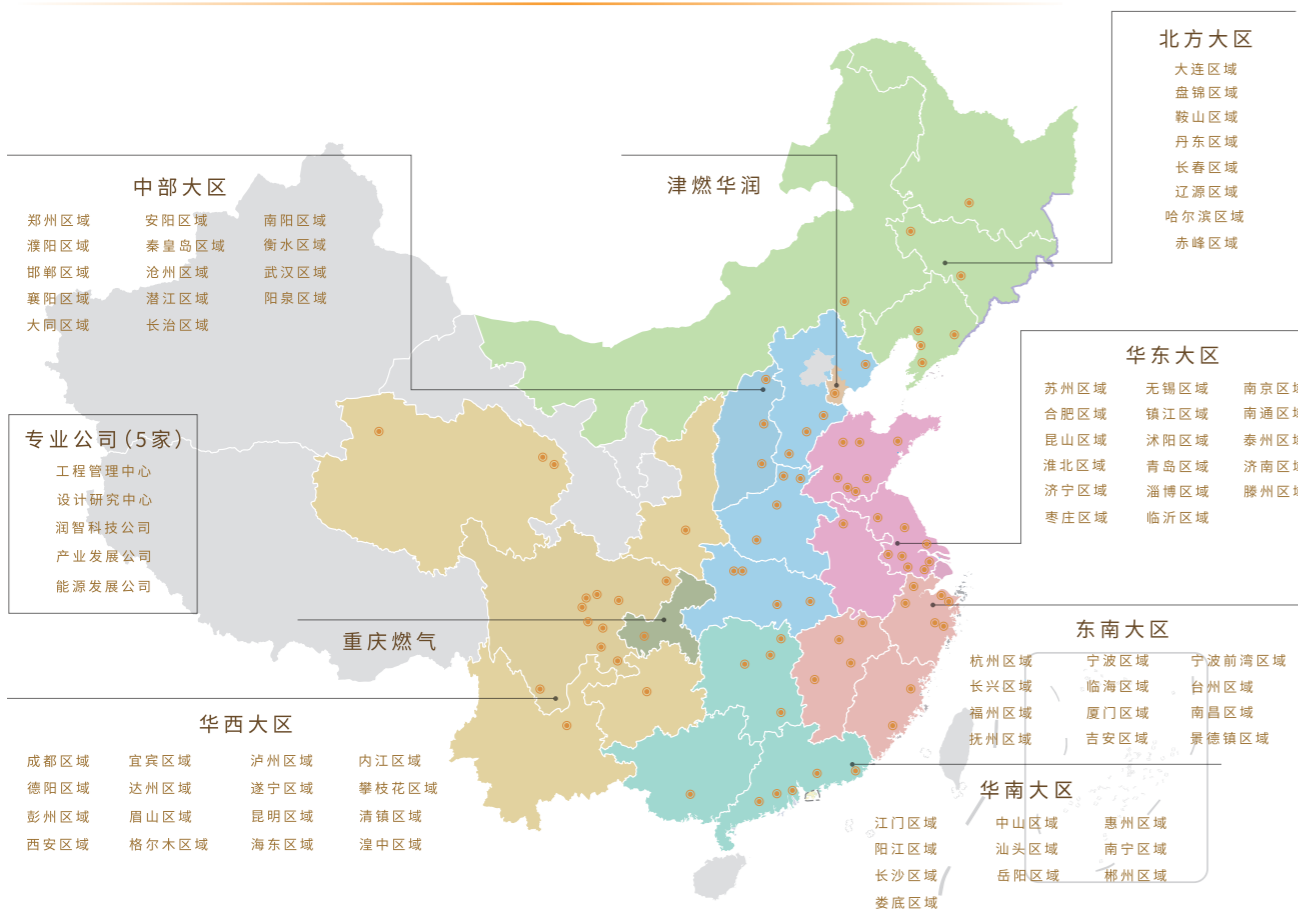 北方大区
大连区域
盘锦区域
鞍山区域
丹东区域
长春区域
辽源区域
哈尔滨区域
赤峰区域
中部大区
郑州区域 安阳区域 南阳区域
濮阳区域 秦皇岛区域 衡水区域
邯郸区域 沧州区域 武汉区域
襄阳区域 潜江区域 阳泉区域
大同区域 长治区域
津燃华润
华东大区
苏州区域 无锡区域 南京区域
合肥区域 镇江区域 南通区域
昆山区域 沭阳区域 泰州区域
淮北区域 青岛区域 济南区域
济宁区域 淄博区域 滕州区域
枣庄区域 临沂区域
专业公司（5家）
工程管理中心
设计研究中心
润智科技公司
产业发展公司
能源发展公司
重庆燃气
东南大区
杭州区域 宁波区域 宁波前湾区域
长兴区域 临海区域 台州区域
福州区域 厦门区域 南昌区域
抚州区域 吉安区域 景德镇区域
华西大区
成都区域 宜宾区域 泸州区域 内江区域
德阳区域 达州区域 遂宁区域 攀枝花区域
彭州区域 眉山区域 昆明区域 清镇区域
西安区域 格尔木区域 海东区域 湟中区域
华南大区
江门区域 中山区域 惠州区域
阳江区域 汕头区域 南宁区域
长沙区域 岳阳区域 郴州区域
娄底区域